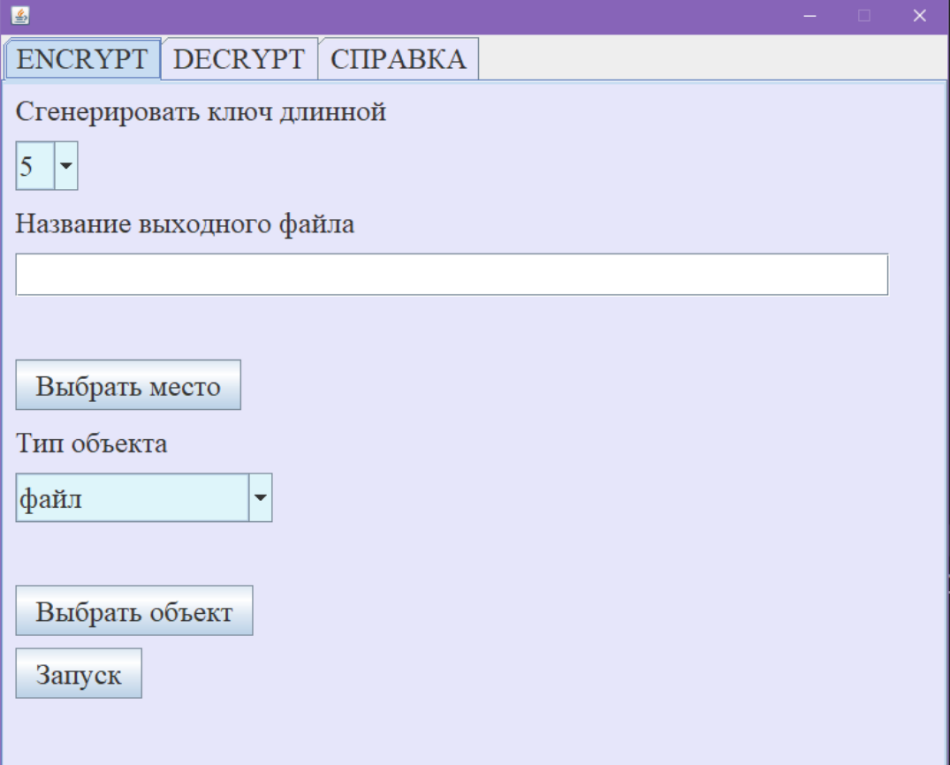 ENCRYPT DECRYPT СПРАВКА
Сгенерировать ключ длинной
5
Название выходного файла
Выбрать место
Тип объекта
файл
Выбрать объект
Запуск